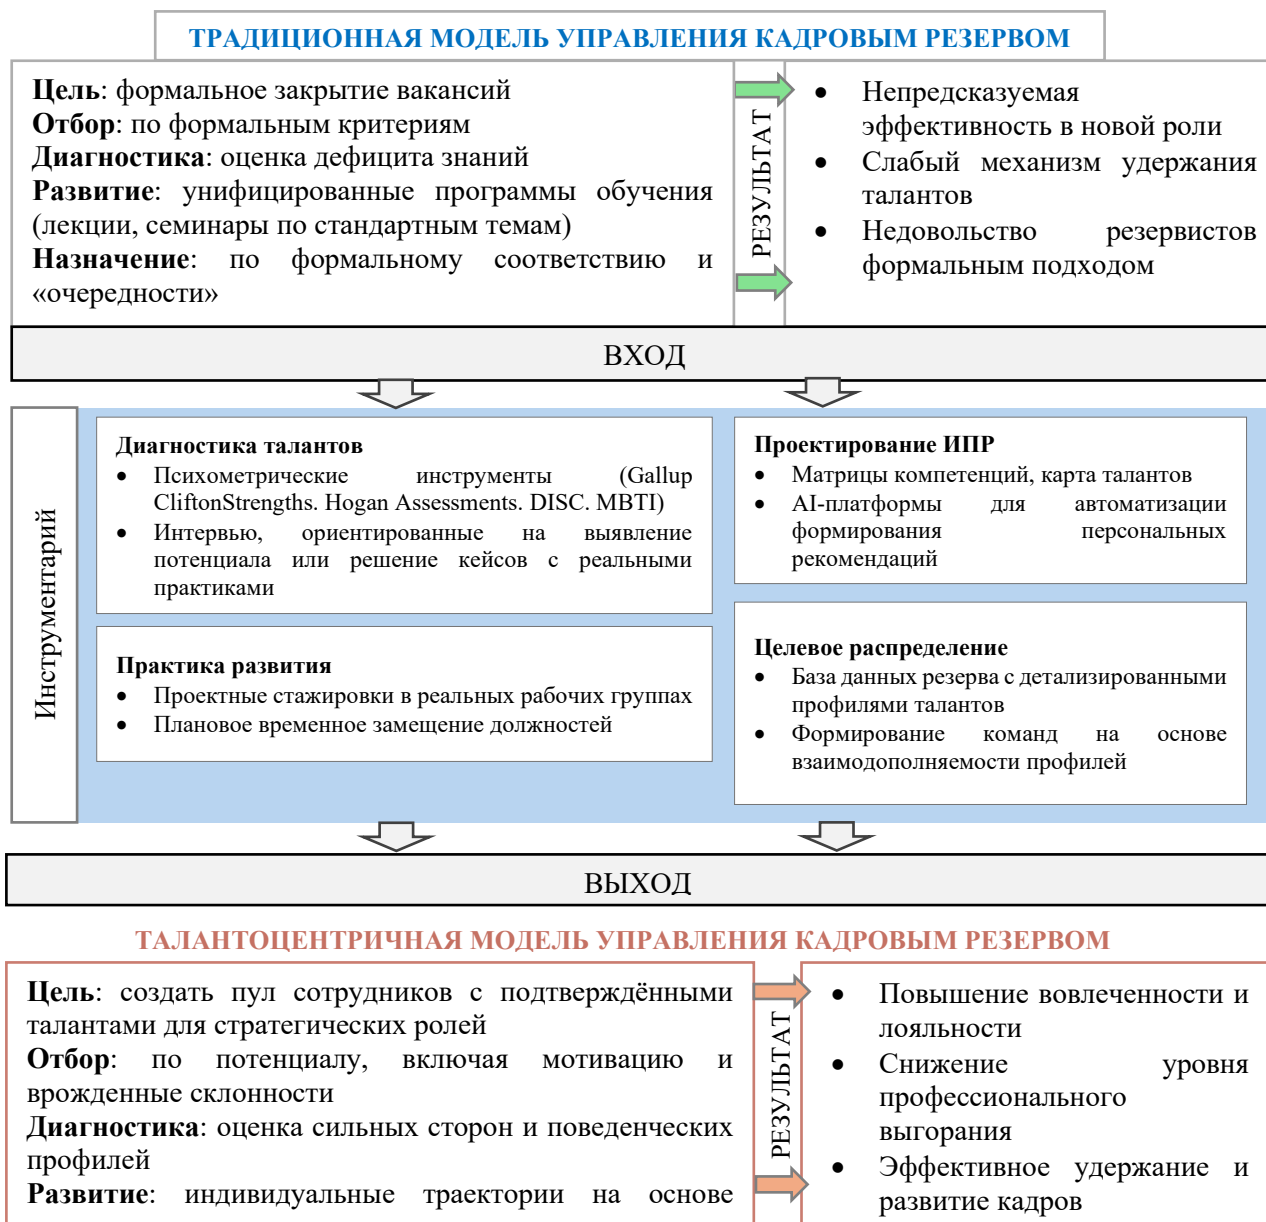 ТРАДИЦИОННАЯ МОДЕЛЬ УПРАВЛЕНИЯ КАДРОВЫМ РЕЗЕРВОМ
Цель: формальное закрытие вакансий
Отбор: по формальным критериям
Диагностика: оценка дефицита знаний
Развитие: унифицированные программы обучения
(лекции, семинары по стандартным темам)
Назначение: по формальному соответствию и
«очередности»
РЕЗУЛЬТАТ
• Непредсказуемая
эффективность в новой роли
• Слабый механизм удержания
талантов
• Недовольство резервистов
формальным подходом
ВХОД
Инструментарий
Диагностика талантов
• Психометрические инструменты (Gallup
CliftonStrengths. Hogan Assessments. DISC. MBTI)
• Интервью, ориентированные на выявление
потенциала или решение кейсов с реальными
практиками
Проектирование ИПР
• Матрицы компетенций, карта талантов
• AI-платформы для автоматизации
формирования персональных
рекомендаций
Практика развития
• Проектные стажировки в реальных рабочих группах
• Плановое временное замещение должностей
Целевое распределение
• База данных резерва с детализированными
профилями талантов
• Формирование команд на основе
взаимодополняемости профилей
ВЫХОД
ТАЛАНТОЦЕНТРИЧНАЯ МОДЕЛЬ УПРАВЛЕНИЯ КАДРОВЫМ РЕЗЕРВОМ
Цель: создать пул сотрудников с подтверждёнными
талантами для стратегических ролей
Отбор: по потенциалу, включая мотивацию и
врожденные склонности
Диагностика: оценка сильных сторон и поведенческих
профилей
Развитие: индивидуальные траектории на основе
РЕЗУЛЬТАТ
• Повышение вовлеченности и
лояльности
• Снижение уровня
профессионального
выгорания
• Эффективное удержание и
развитие кадров